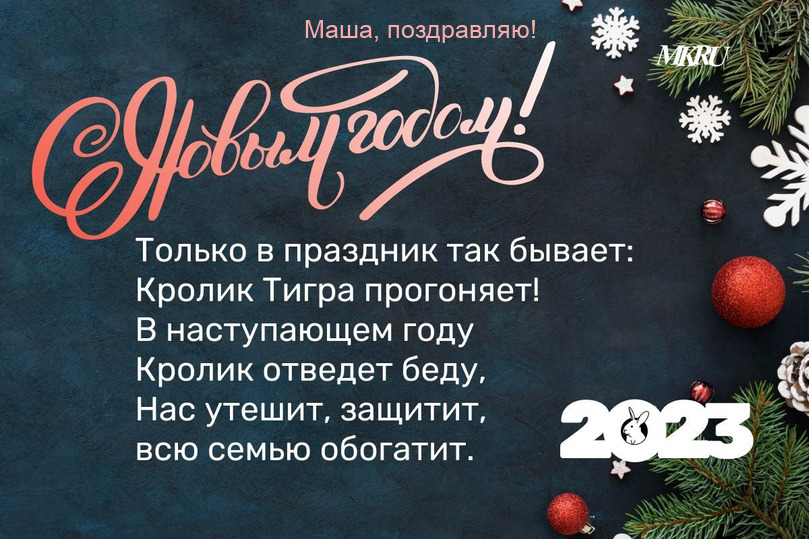 Маша, поздравляю!
MKRU
С Новым годом!
Только в праздник так бывает:
Кролик Тигра прогоняет!
В наступающем году
Кролик отведет беду,
Нас утешит, защитит,
всю семью обогатит.
2023